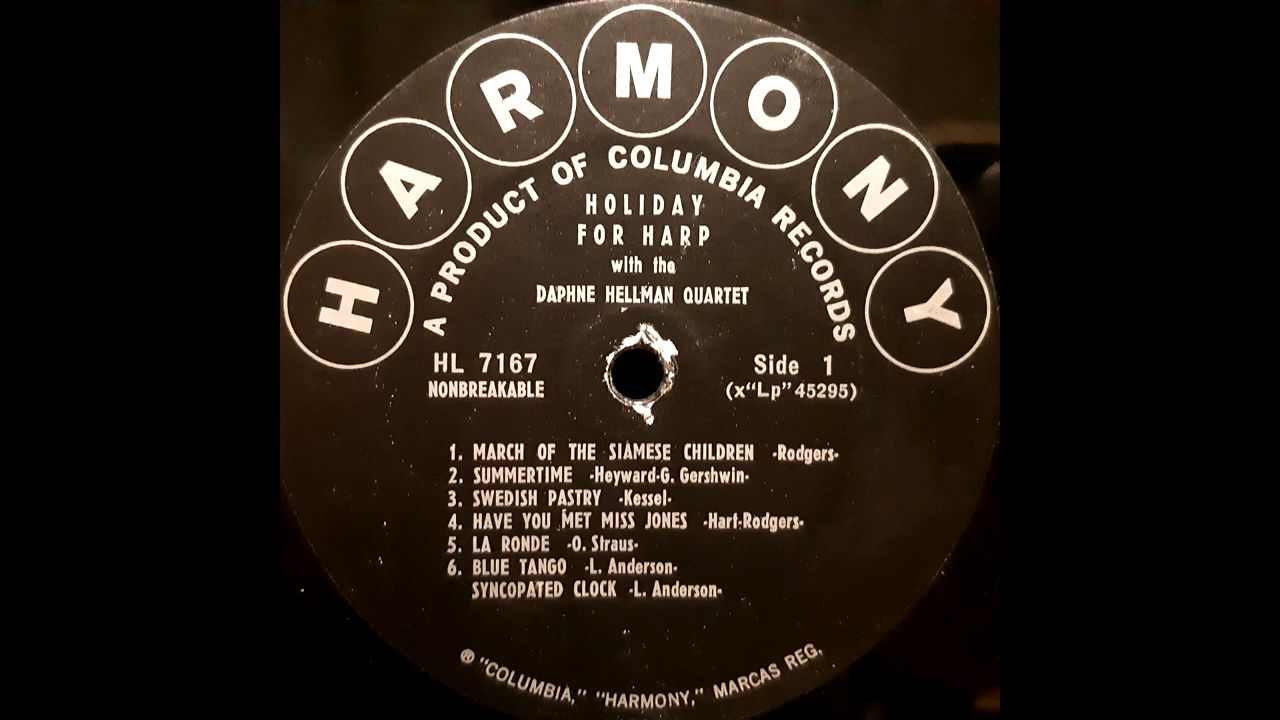 HARMONY
A PRODUCT OF COLUMBIA RECORDS
HOLIDAY
FOR HARP
with the
DAPHNE HELLMAN QUARTET
HL 7167
NONBREAKABLE
Side 1
(x“Lp” 45295)
1. MARCH OF THE SIAMESE CHILDREN -Rodgers-
2. SUMMERTIME -Heyward-G. Gershwin-
3. SWEDISH PASTRY -Kessel-
4. HAVE YOU MET MISS JONES -Hart-Rodgers-
5. LA RONDE -O. Straus-
6. BLUE TANGO -L. Anderson-
SYNCOPATED CLOCK -L. Anderson-
® “COLUMBIA,” “HARMONY,” MARCAS REG.